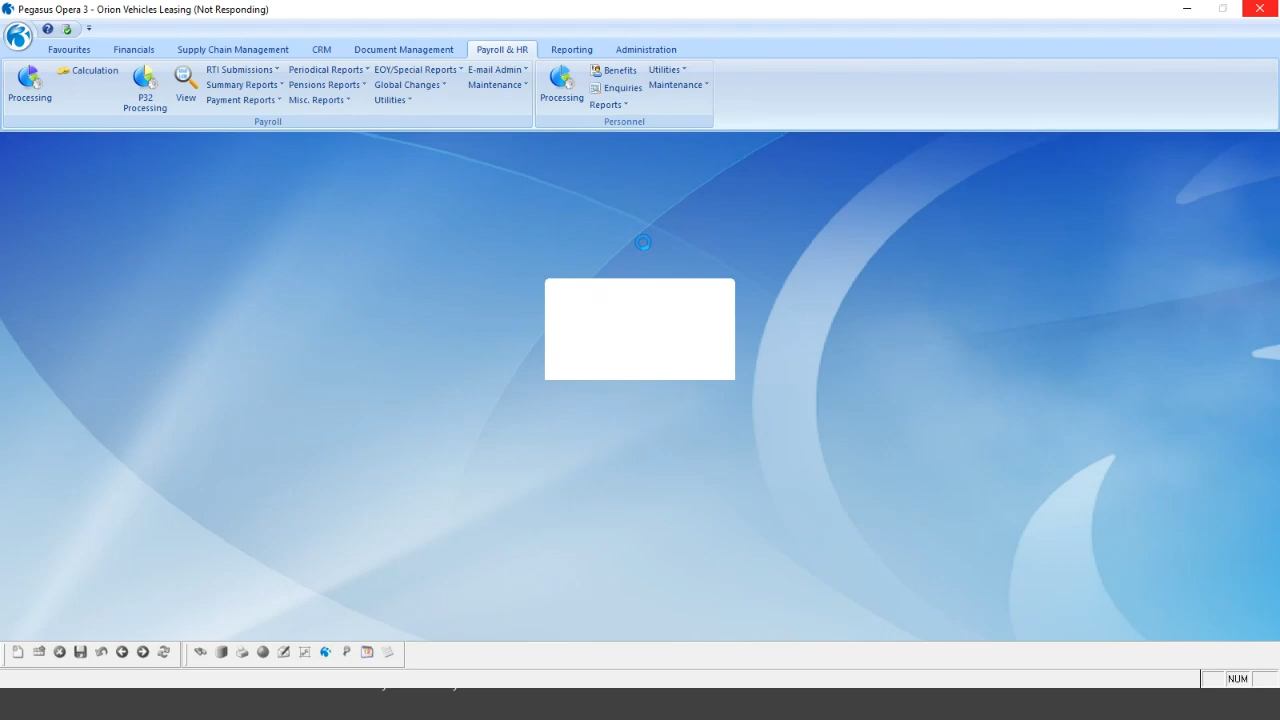 Pegasus Opera 3 - Orion Vehicles Leasing (Not Responding)
Favourites Financials Supply Chain Management CRM Document Management Payroll & HR Reporting Administration
Processing
Calculation
P32
Processing
View
RTI Submissions
Summary Reports
Payment Reports
Periodical Reports
Pensions Reports
Misc. Reports
EOY/Special Reports
Global Changes
Utilities
E-mail Admin
Maintenance
Payroll
Processing
Benefits
Enquiries
Reports
Utilities
Maintenance
Personnel
NUM